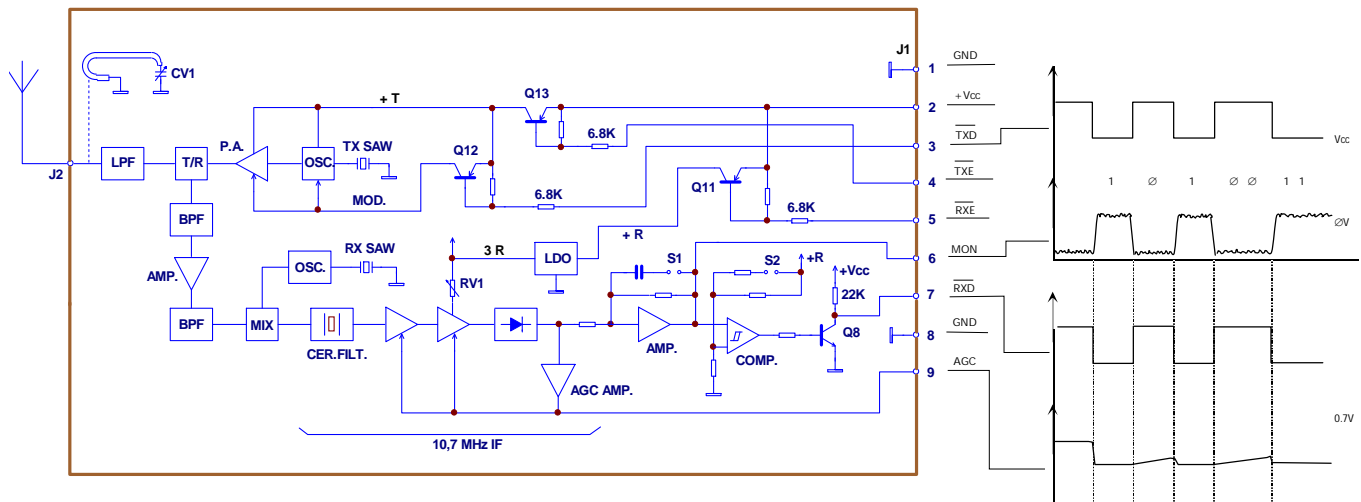 J1
GND
1
CV1
Q13
+ T
2
+Vcc
6.8K
TXD
3
Vcc
P.A.
TX SAW
Q12
J2
LPF
T/R
OSC.
TXE
4
1 Ø 1 Ø Ø 1 1
Q11
MOD.
6.8K
6.8K
RXE
5
BPF
ØV
+ R
RX SAW
3 R
LDO
S1
MON
6
AMP.
OSC.
S2
+R
+Vcc
RV1
22K
RXD
7
BPF
MIX
GND
8
Q8
CER.FILT.
AMP.
COMP.
AGC
9
AGC AMP.
0.7V
10,7 MHz IF